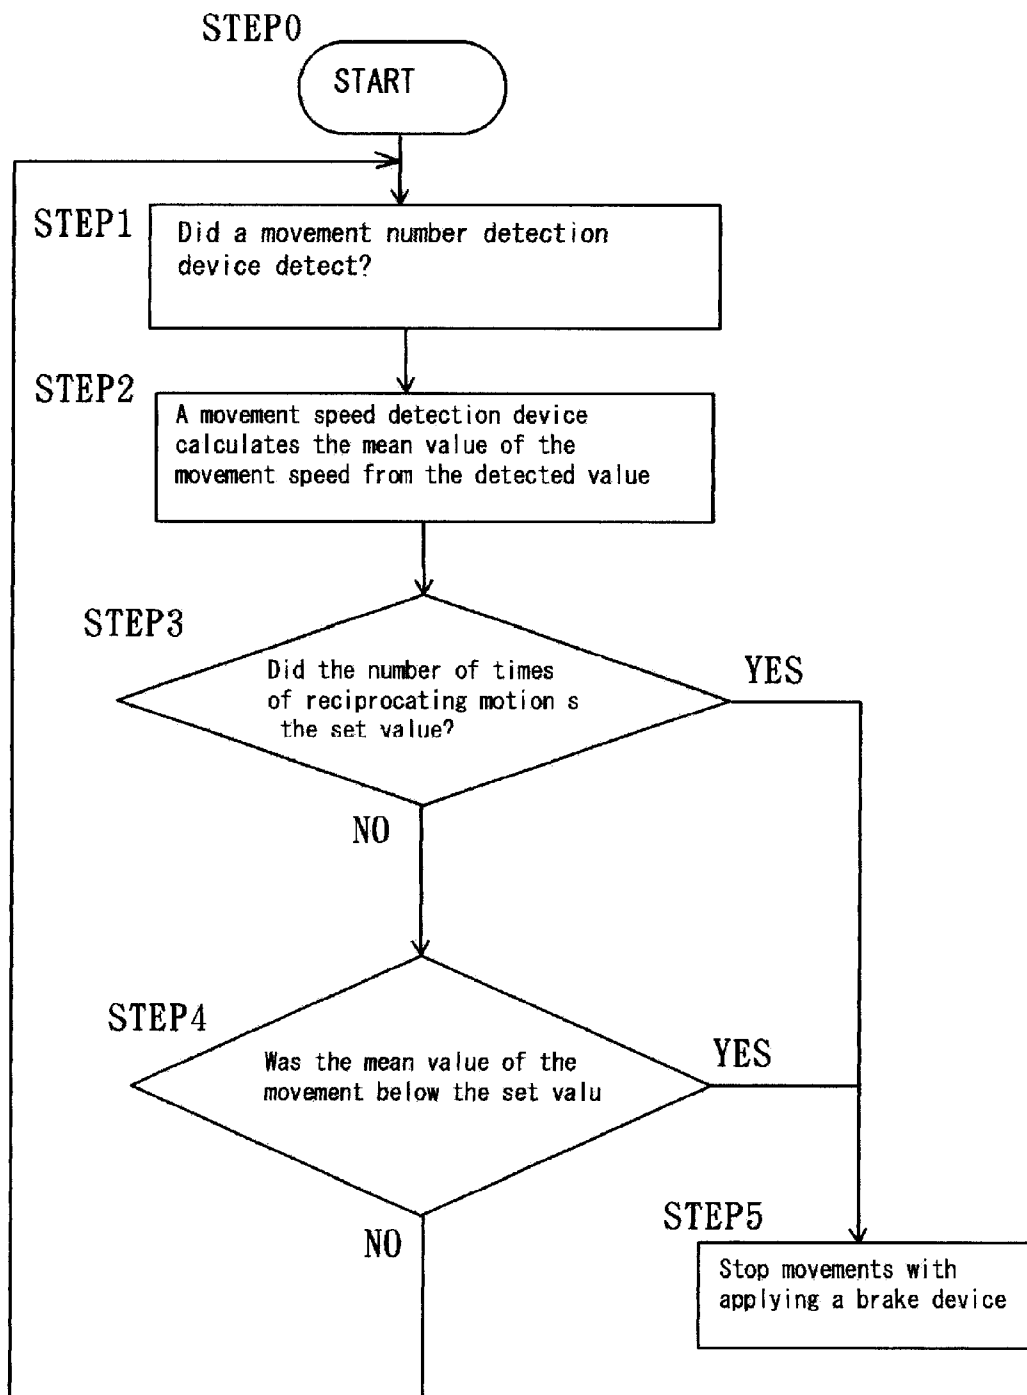 STEP0
START
STEP1
Did a movement number detection
device detect?
STEP2
A movement speed detection device
calculates the mean value of the
movement speed from the detected value
STEP3
Did the number of times
of reciprocating motion s
the set value?
YES
NO
STEP4
Was the mean value of the
movement below the set valu
YES
NO
STEP5
Stop movements with
applying a brake device